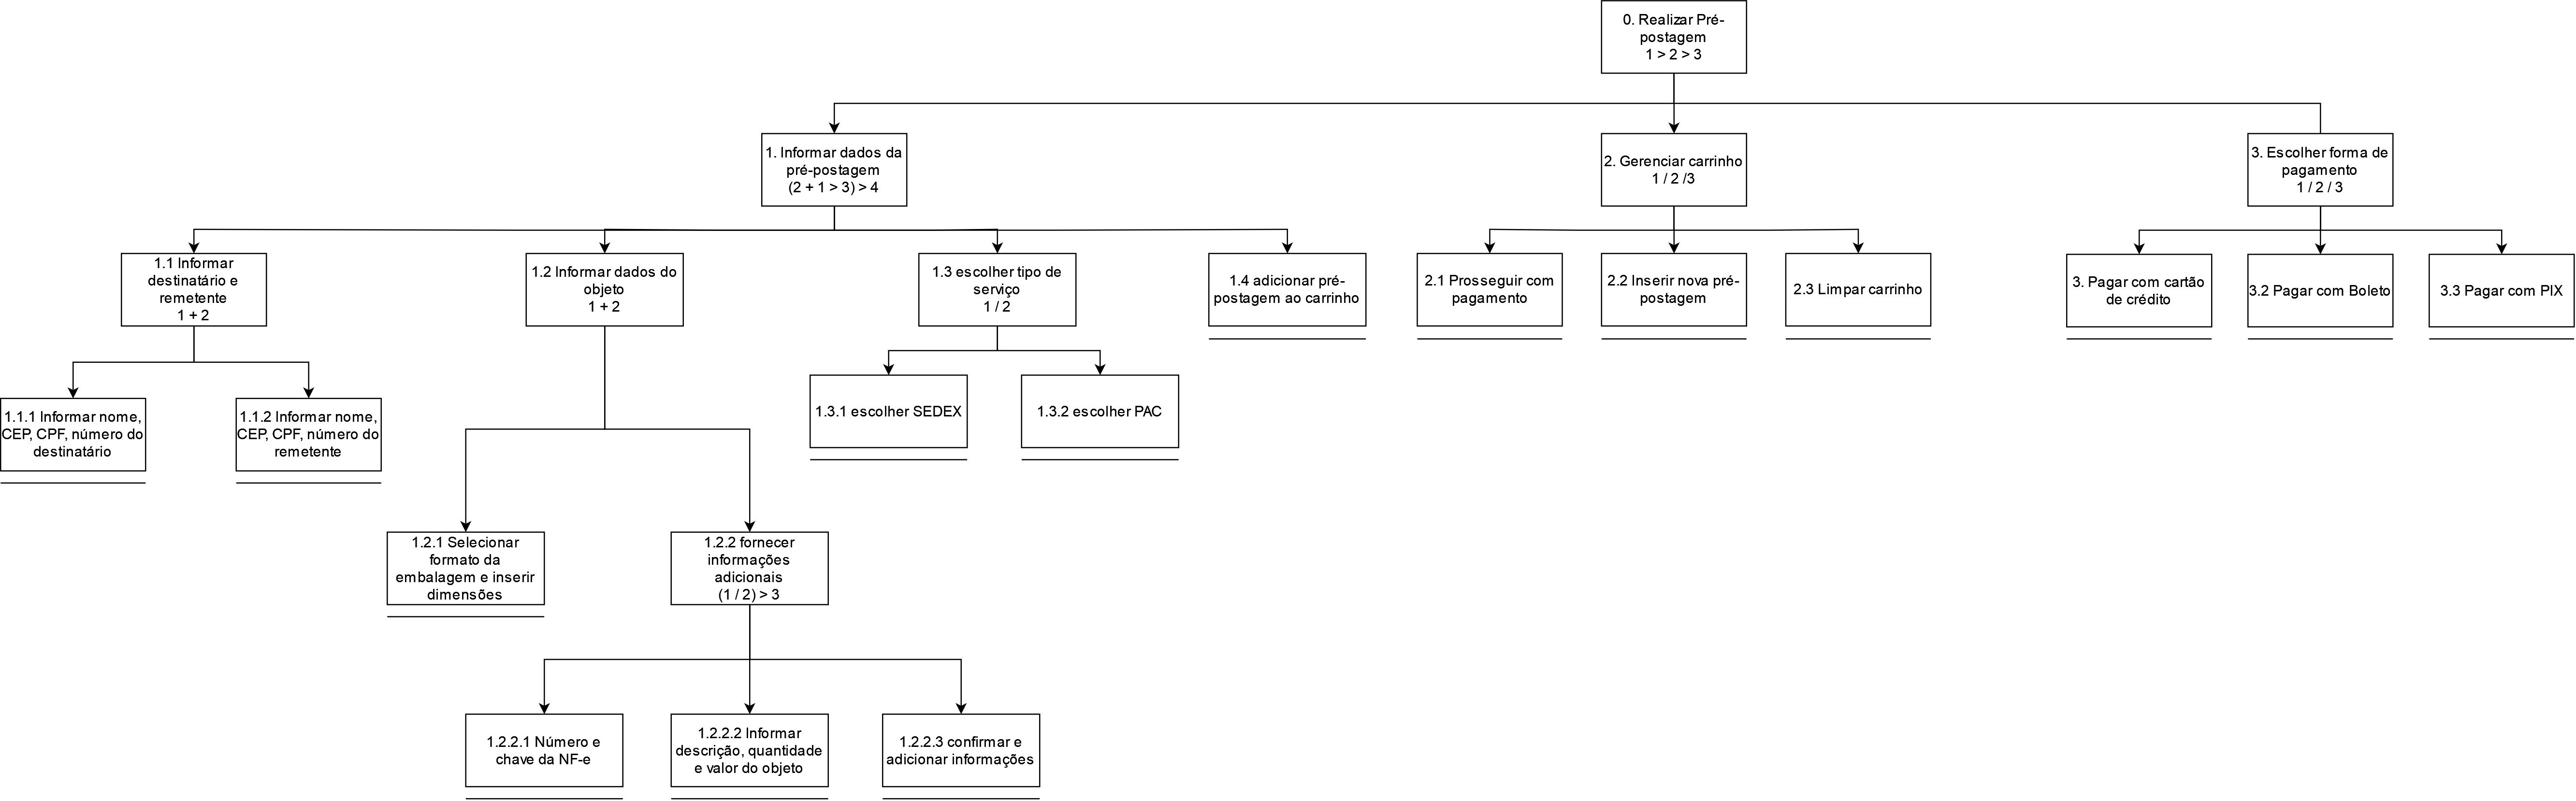 0. Realizar Pré-
postagem
1 > 2 > 3
1. Informar dados da
pré-postagem
(2 + 1 > 3) > 4
2. Gerenciar carrinho
1 / 2 /3
3. Escolher forma de
pagamento
1 / 2 / 3
1.1 Informar
destinatário e
remetente
1 + 2
1.2 Informar dados do
objeto
1 + 2
1.3 escolher tipo de
serviço
1 / 2
1.4 adicionar pré-
postagem ao carrinho
2.1 Prosseguir com
pagamento
2.2 Inserir nova pré-
postagem
2.3 Limpar carrinho
3. Pagar com cartão
de crédito
3.2 Pagar com Boleto
3.3 Pagar com PIX
1.1.1 Informar nome,
CEP, CPF, número do
destinatário
1.1.2 Informar nome,
CEP, CPF, número do
remetente
1.3.1 escolher SEDEX
1.3.2 escolher PAC
1.2.1 Selecionar
formato da
embalagem e inserir
dimensões
1.2.2 fornecer
informações
adicionais
(1 / 2) > 3
1.2.2.1 Número e
chave da NF-e
1.2.2.2 Informar
descrição, quantidade
e valor do objeto
1.2.2.3 confirmar e
adicionar informações